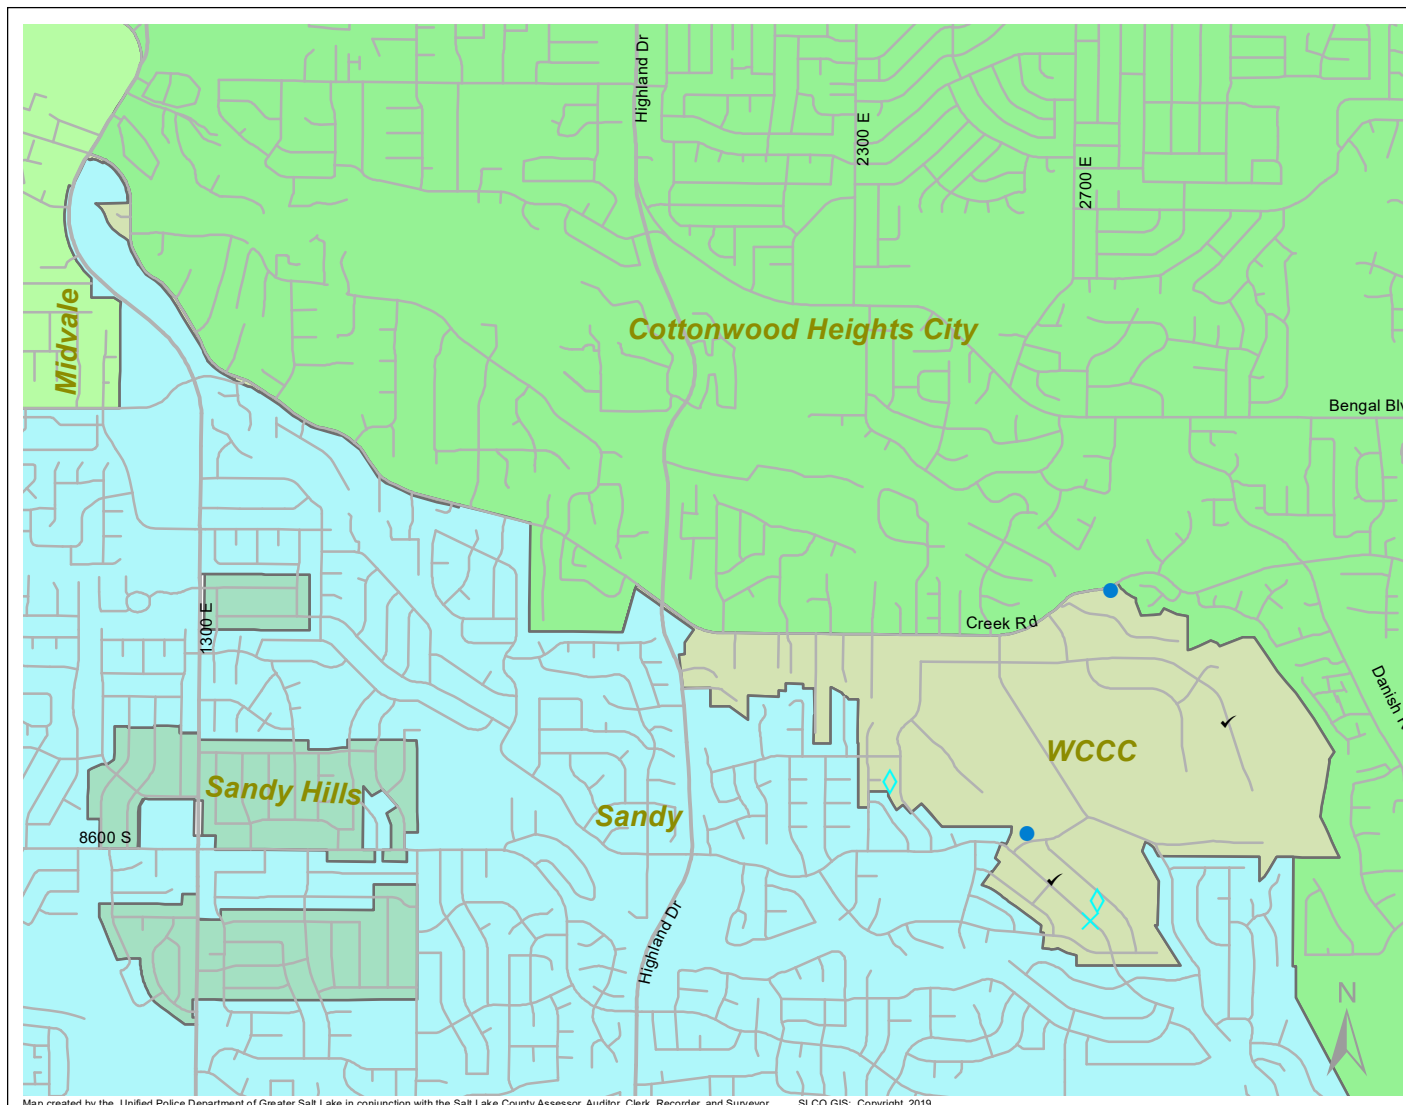 Highland Dr
2300 E
2700 E
Midvale
Cottonwood Heights City
Bengal Blv
1300 E
Creek Rd
Danish
WCCC
Sandy Hills
Sandy
8600 S
Highland Dr
N
Map created by the Unified Police Department of Greater Salt Lake in conjunction with the Salt Lake County Assessor, Auditor, Clerk, Recorder, and Surveyor. SLCO GIS: Copyright 2019